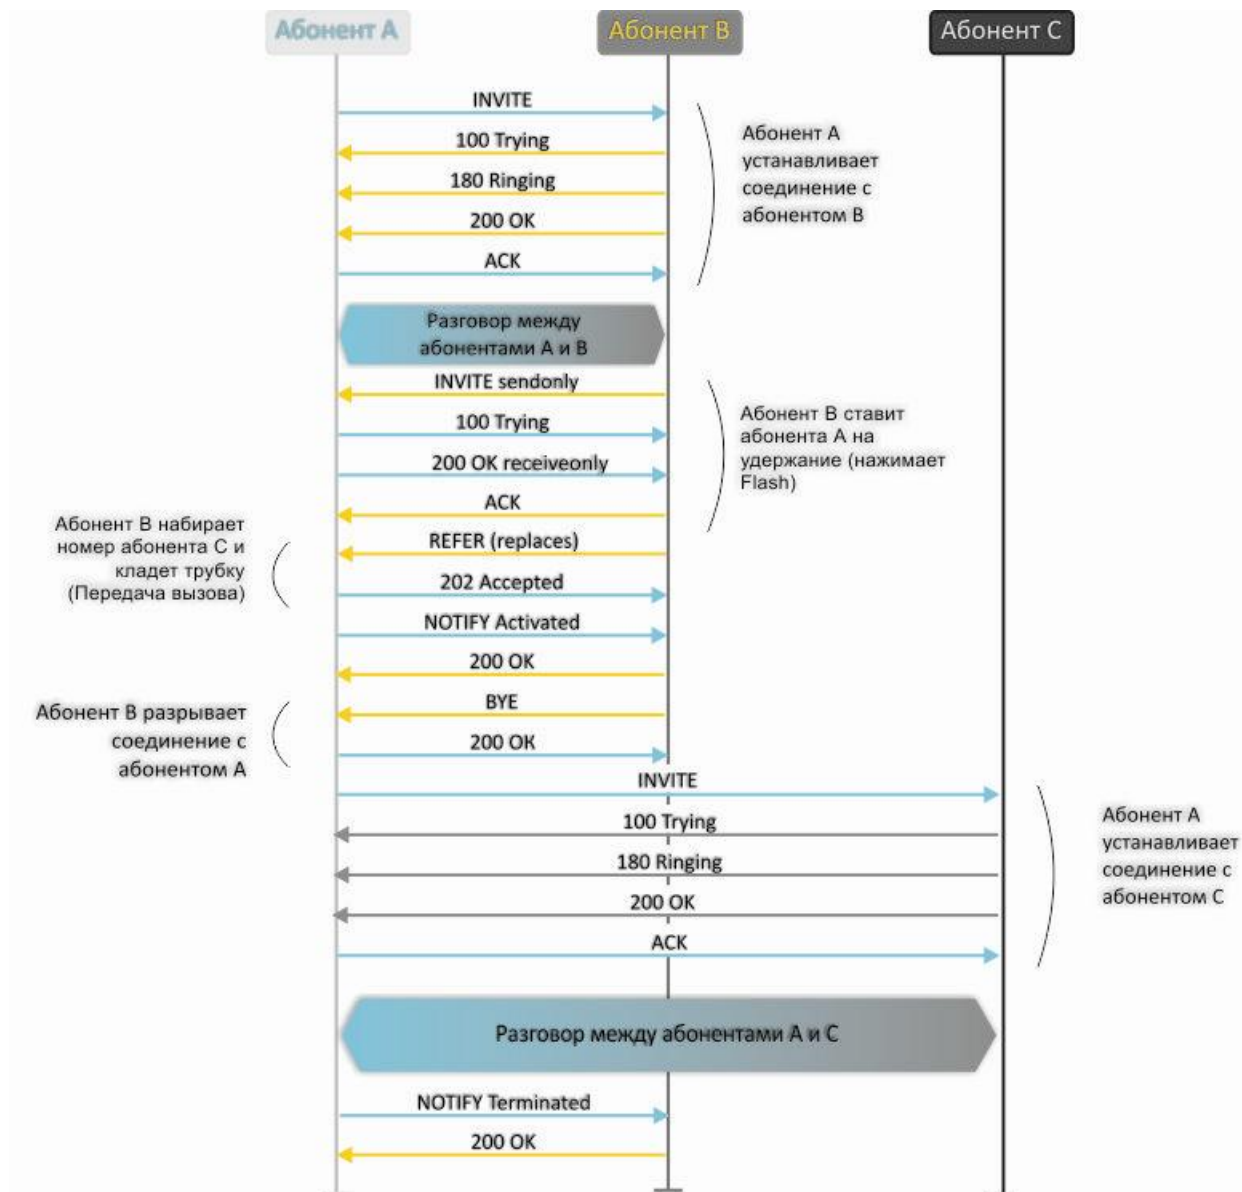 Абонент A
Абонент B
Абонент C
INVITE
100 Trying
180 Ringing
200 OK
ACK
Абонент A
устанавливает
соединение с
абонентом B
Разговор между
абонентами A и B
INVITE sendonly
100 Trying
200 OK receiveonly
ACK
Абонент B ставит
абонента A на
удержание (нажимает
Flash)
Абонент B набирает
номер абонента C и
кладет трубку
(Передача вызова)
REFER (replaces)
202 Accepted
NOTIFY Activated
200 OK
Абонент B разрывает
соединение с
абонентом A
BYE
200 OK
INVITE
100 Trying
180 Ringing
200 OK
ACK
Абонент A
устанавливает
соединение с
абонентом C
Разговор между абонентами A и C
NOTIFY Terminated
200 OK